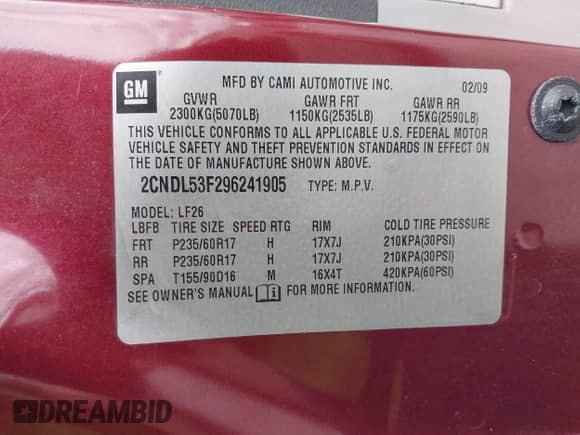 GM
MFD BY CAMI AUTOMOTIVE INC. 02/09
GVWR GAWR FRT GAWR RR
2300KG(5070LB) 1150KG(2535LB) 1175KG(2590LB)
THIS VEHICLE CONFORMS TO ALL APPLICABLE U.S. FEDERAL MOTOR
VEHICLE SAFETY AND THEFT PREVENTION STANDARDS IN EFFECT ON
THE DATE OF MANUFACTURE SHOWN ABOVE.
2CNDL53F296241905 TYPE: M.P.V.
MODEL: LF26
LBFB TIRE SIZE SPEED RTG RIM COLD TIRE PRESSURE
FRT P235/60R17 H 17X7J 210KPA(30PSI)
RR P235/60R17 H 17X7J 210KPA(30PSI)
SPA T155/90D16 M 16X4T 420KPA(60PSI)
SEE OWNER'S MANUAL FOR MORE INFORMATION.
DREAMBID